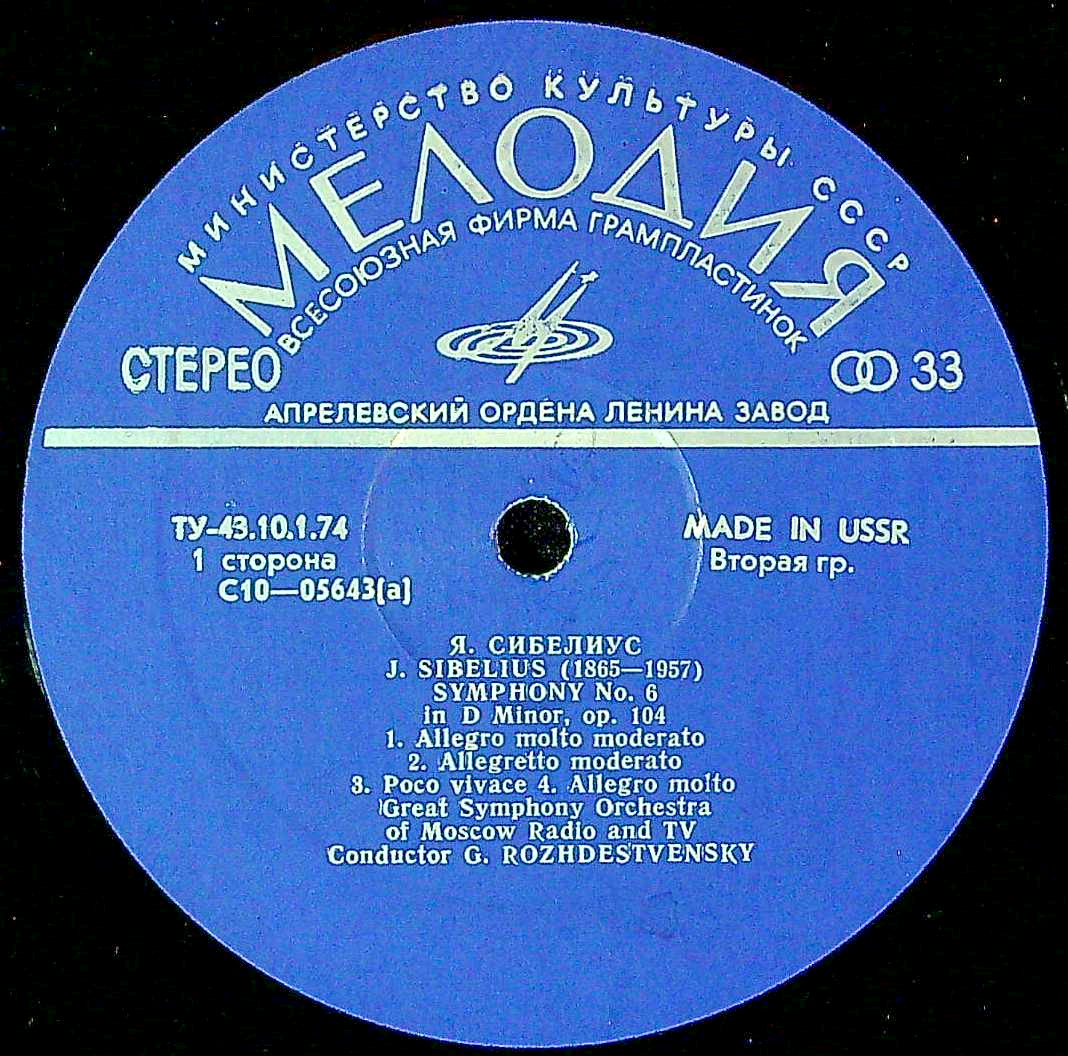 МИНИСТЕРСТВО КУЛЬТУРЫ СССР
МЕЛОДИЯ
ВСЕСОЮЗНАЯ ФИРМА ГРАМПЛАСТИНОК
СТЕРЕО
33
АПРЕЛЕВСКИЙ ОРДЕНА ЛЕНИНА ЗАВОД
ТУ-43.10.1.74
1 сторона
С10—05643(а)
MADE IN USSR
Вторая гр.
Я. СИБЕЛИУС
J. SIBELIUS (1865—1957)
SYMPHONY No. 6
in D Minor, op. 104
1. Allegro molto moderato
2. Allegretto moderato
3. Poco vivace 4. Allegro molto
Great Symphony Orchestra
of Moscow Radio and TV
Conductor G. ROZHDESTVENSKY